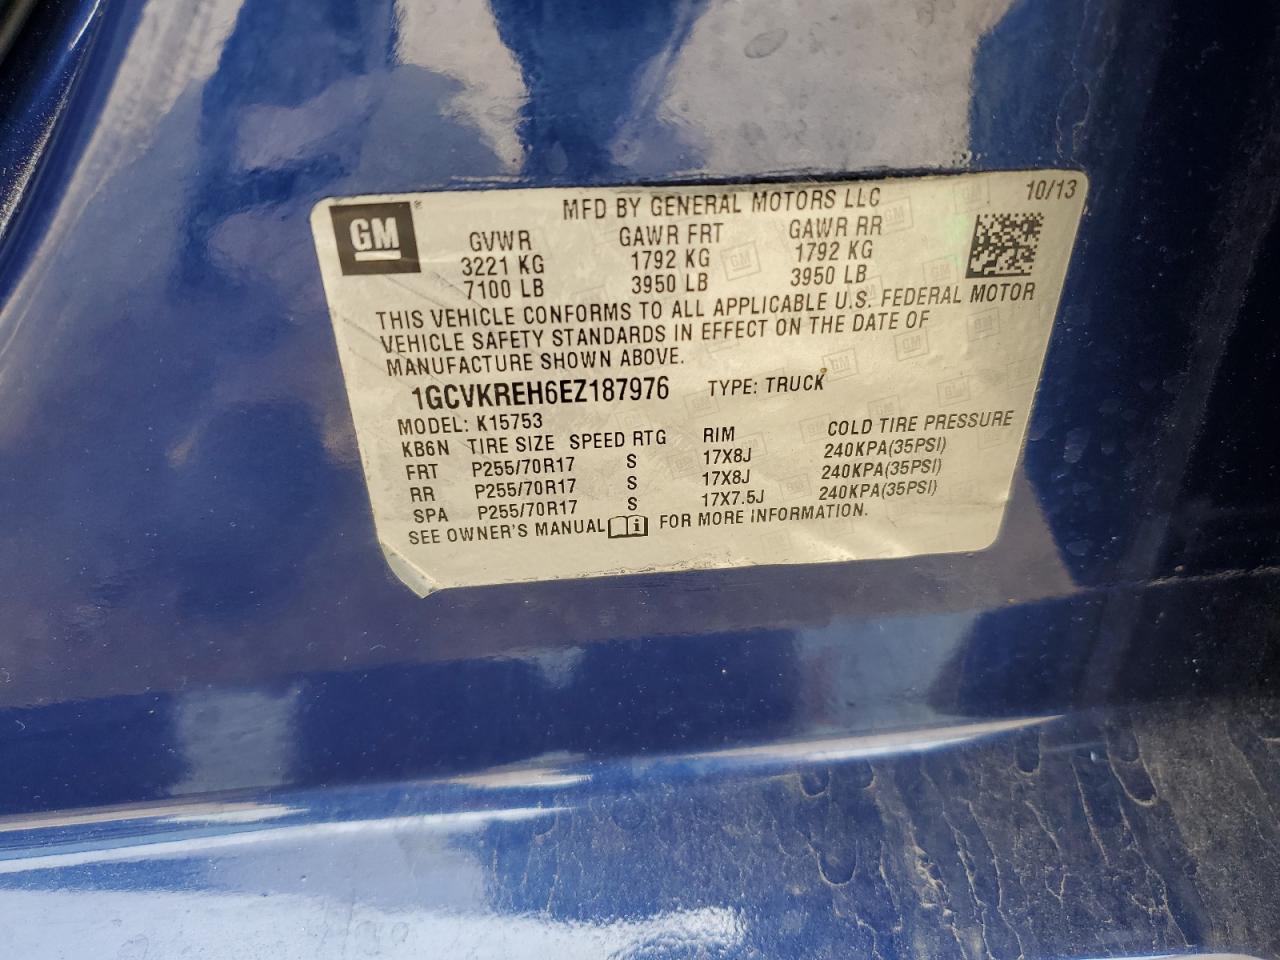 GM ® MFD BY GENERAL MOTORS LLC 10/13
GVWR GAWR FRT GAWR RR
3221 KG 1792 KG 1792 KG
7100 LB 3950 LB 3950 LB
THIS VEHICLE CONFORMS TO ALL APPLICABLE U.S. FEDERAL MOTOR
VEHICLE SAFETY STANDARDS IN EFFECT ON THE DATE OF
MANUFACTURE SHOWN ABOVE.
1GCVKREH6EZ187976 TYPE: TRUCK
MODEL: K15753
KB6N TIRE SIZE SPEED RTG RIM COLD TIRE PRESSURE
FRT P255/70R17 S 17X8J 240KPA(35PSI)
RR P255/70R17 S 17X8J 240KPA(35PSI)
SPA P255/70R17 S 17X7.5J 240KPA(35PSI)
SEE OWNER'S MANUAL i FOR MORE INFORMATION.